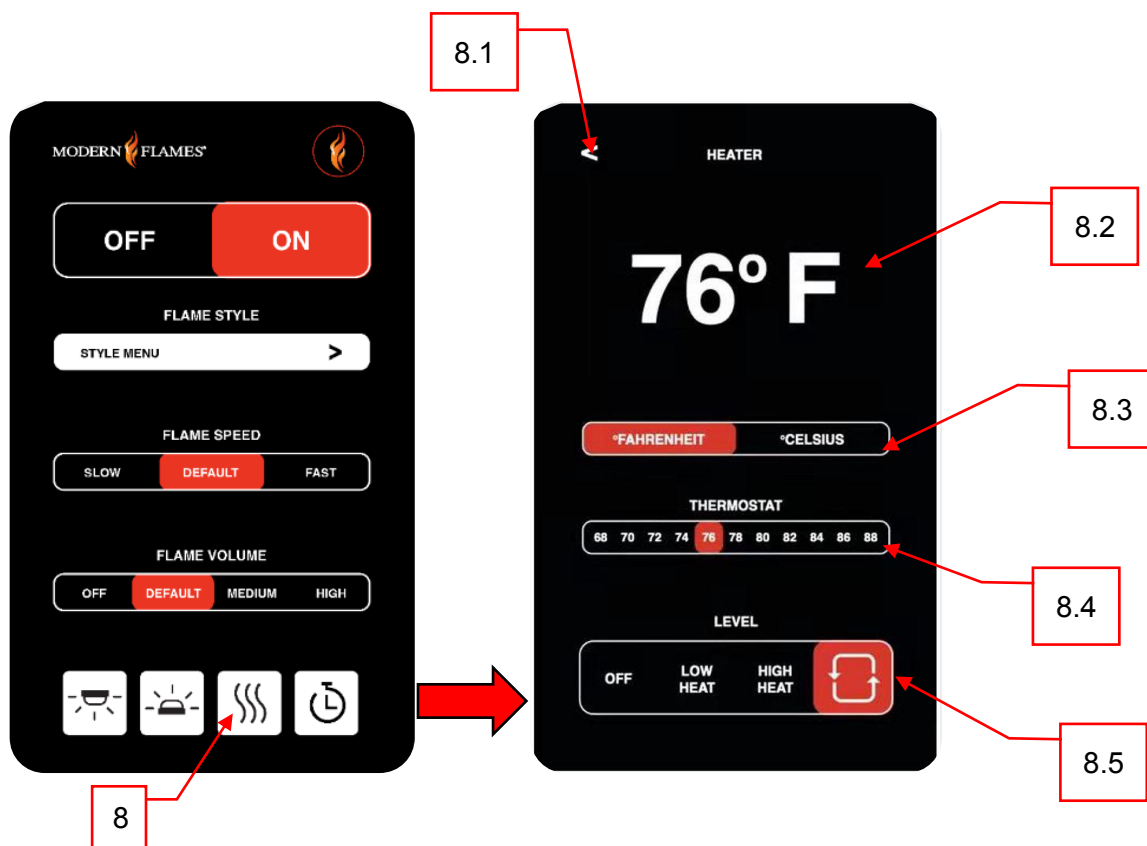 8.1
MODERN FLAMES®
OFF ON
FLAME STYLE
STYLE MENU >
FLAME SPEED
SLOW DEFAULT FAST
FLAME VOLUME
OFF DEFAULT MEDIUM HIGH
8
< HEATER
76° F
8.2
°FAHRENHEIT °CELSIUS
8.3
THERMOSTAT
68 70 72 74 76 78 80 82 84 86 88
8.4
LEVEL
OFF LOW HEAT HIGH HEAT
8.5